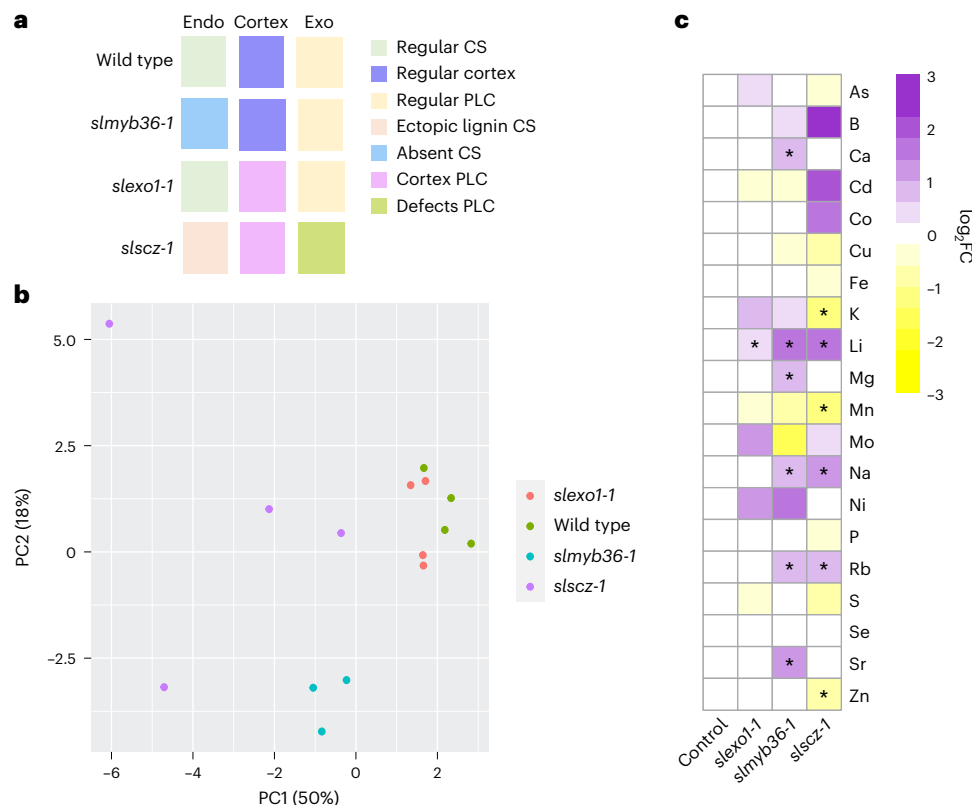 a
Endo Cortex Exo
Wild type
slmyb36-1
slexo1-1
slscz-1
Regular CS
Regular cortex
Regular PLC
Ectopic lignin CS
Absent CS
Cortex PLC
Defects PLC
b
PC2 (18%)
5.0
2.5
0
−2.5
−6 −4 −2 0 2
PC1 (50%)
slexo1-1
Wild type
slmyb36-1
slscz-1
c
As
B
Ca *
Cd
Co
Cu
Fe
K *
Li * * *
Mg *
Mn *
Mo
Na * *
Ni
P
Rb * *
S
Se
Sr *
Zn *
Control
slexo1-1
slmyb36-1
slscz-1
3
2
1
0
−1
−2
−3
log2FC